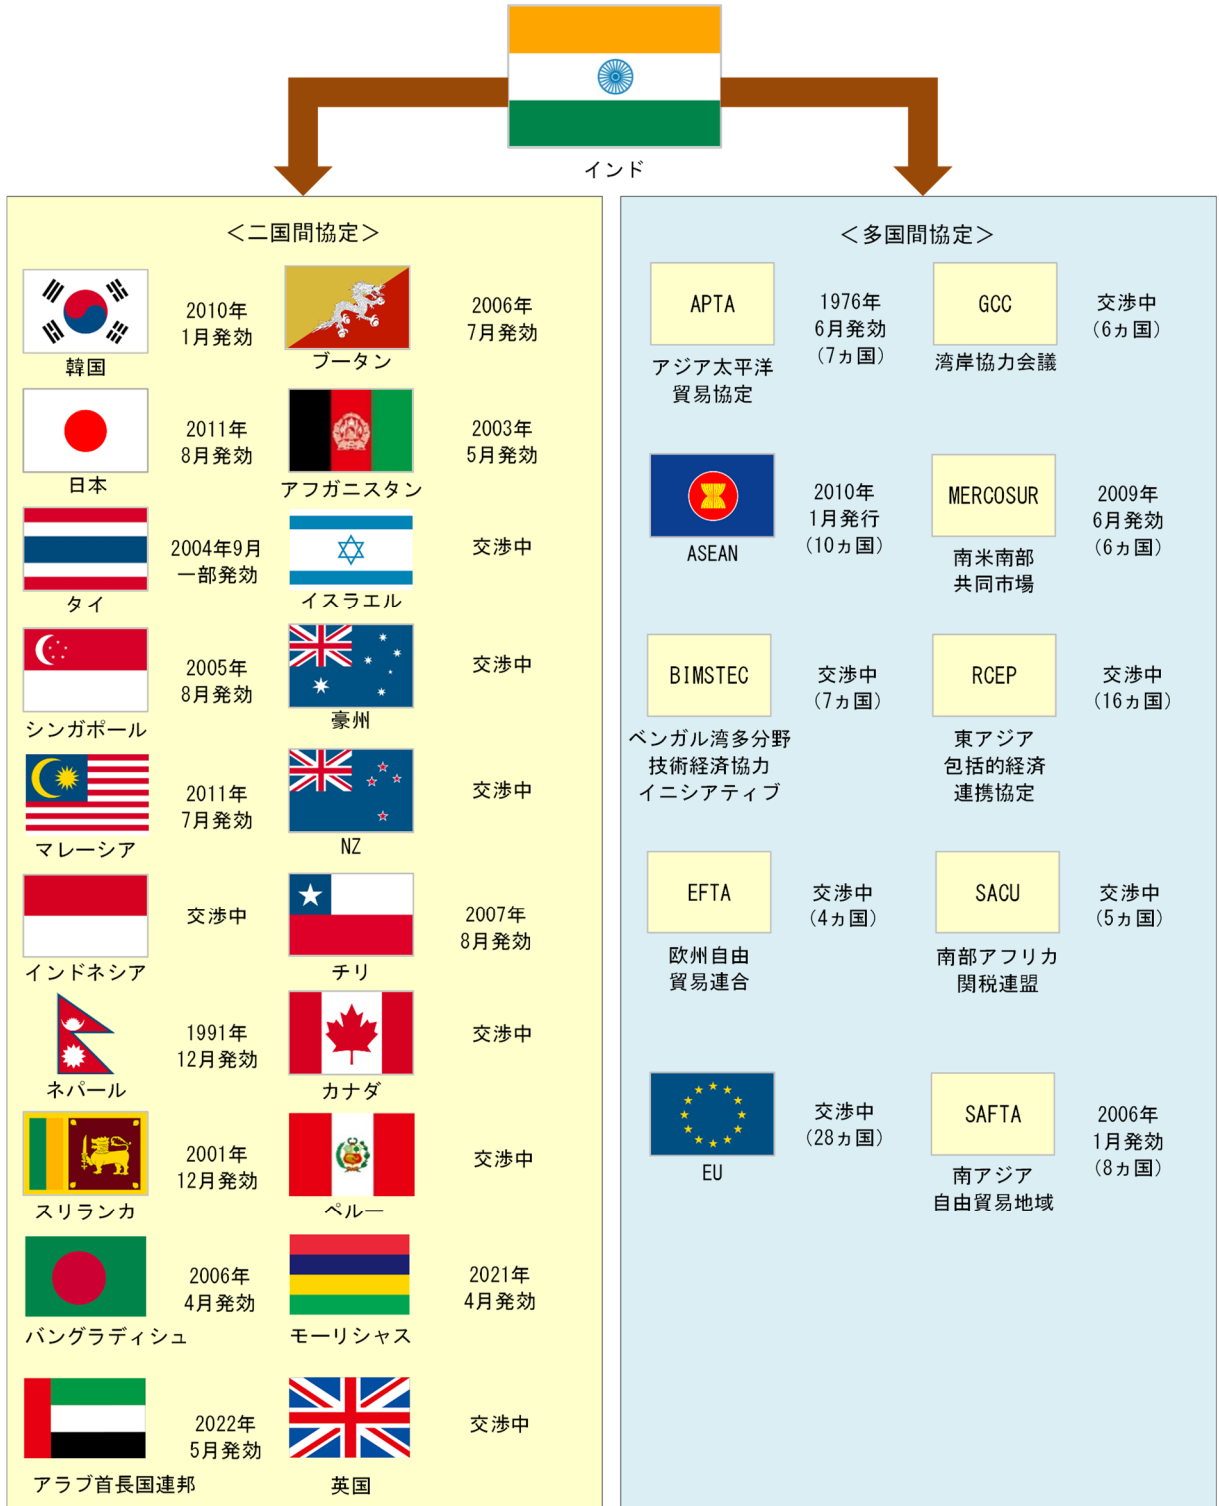 インド
＜二国間協定＞
韓国
2010年
1月発効
ブータン
2006年
7月発効
日本
2011年
8月発効
アフガニスタン
2003年
5月発効
タイ
2004年9月
一部発効
イスラエル
交渉中
シンガポール
2005年
8月発効
豪州
交渉中
マレーシア
2011年
7月発効
NZ
交渉中
インドネシア
交渉中
チリ
2007年
8月発効
ネパール
1991年
12月発効
カナダ
交渉中
スリランカ
2001年
12月発効
ペルー
交渉中
バングラディシュ
2006年
4月発効
モーリシャス
2021年
4月発効
アラブ首長国連邦
2022年
5月発効
英国
交渉中
＜多国間協定＞
APTA
アジア太平洋
貿易協定
1976年
6月発効
(7ヵ国)
GCC
湾岸協力会議
交渉中
(6ヵ国)
ASEAN
2010年
1月発行
(10ヵ国)
MERCOSUR
南米南部
共同市場
2009年
6月発効
(6ヵ国)
BIMSTEC
ベンガル湾多分野
技術経済協力
イニシアティブ
交渉中
(7ヵ国)
RCEP
東アジア
包括的経済
連携協定
交渉中
(16ヵ国)
EFTA
欧州自由
貿易連合
交渉中
(4ヵ国)
SACU
南部アフリカ
関税連盟
交渉中
(5ヵ国)
EU
交渉中
(28ヵ国)
SAFTA
南アジア
自由貿易地域
2006年
1月発効
(8ヵ国)